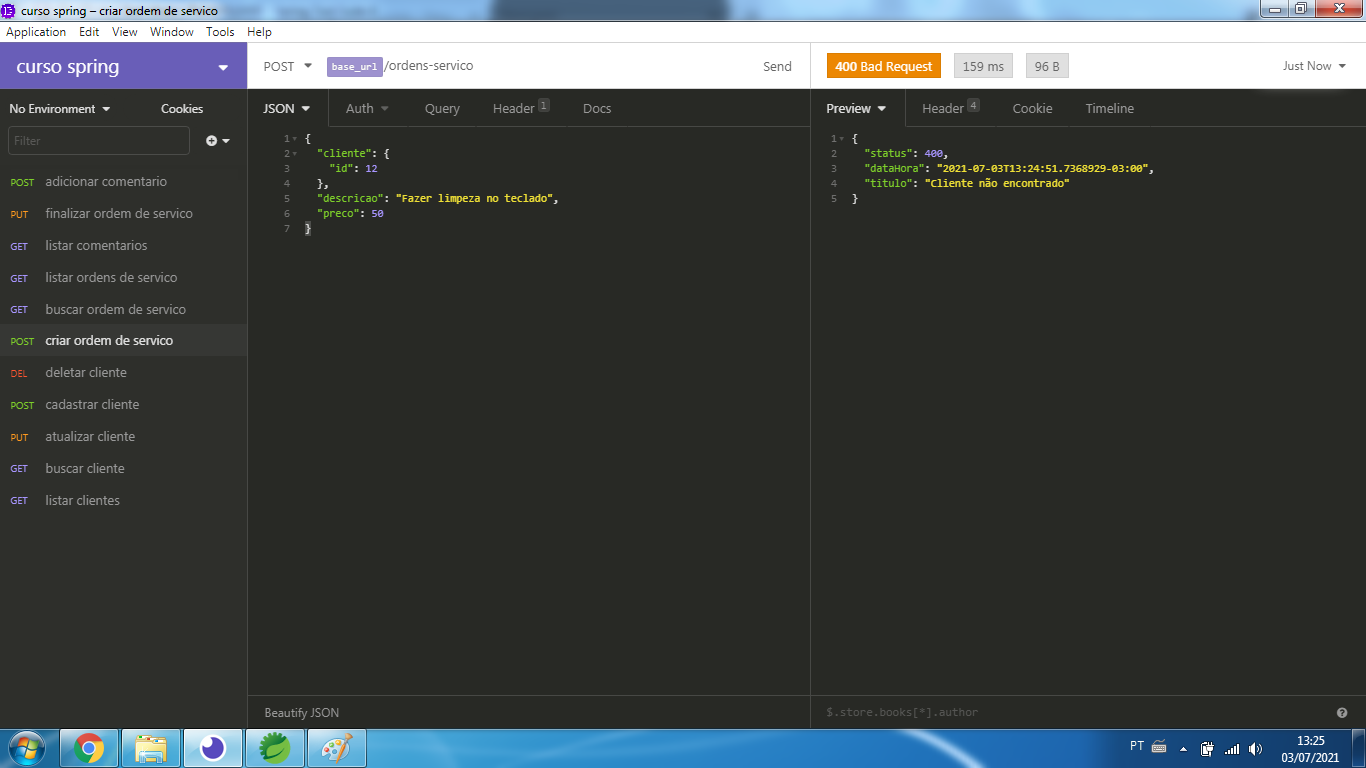 curso spring – criar ordem de servico
Application Edit View Window Tools Help
curso spring
POST base_url /ordens-servico Send
400 Bad Request 159 ms 96 B Just Now
No Environment Cookies
JSON Auth Query Header 1 Docs
Preview Header 4 Cookie Timeline
Filter
POST adicionar comentario
PUT finalizar ordem de servico
GET listar comentarios
GET listar ordens de servico
GET buscar ordem de servico
POST criar ordem de servico
DEL deletar cliente
POST cadastrar cliente
PUT atualizar cliente
GET buscar cliente
GET listar clientes
1 {
2 "cliente": {
3 "id": 12
4 },
5 "descricao": "Fazer limpeza no teclado",
6 "preco": 50
7 }
1 {
2 "status": 400,
3 "dataHora": "2021-07-03T13:24:51.7368929-03:00",
4 "titulo": "Cliente não encontrado"
5 }
Beautify JSON
$.store.books[*].author
PT
13:25
03/07/2021